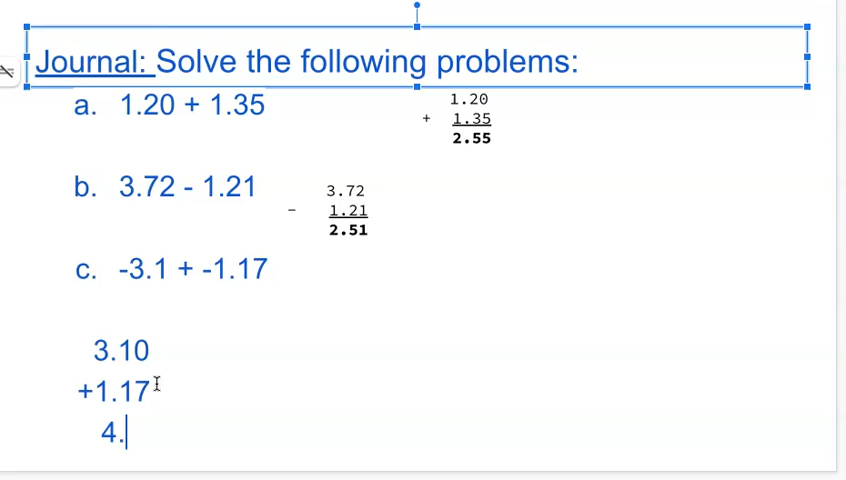 Journal: Solve the following problems:
a. 1.20 + 1.35
1.20
+ 1.35
2.55
b. 3.72 - 1.21
3.72
- 1.21
2.51
c. -3.1 + -1.17
3.10
+1.17
4.